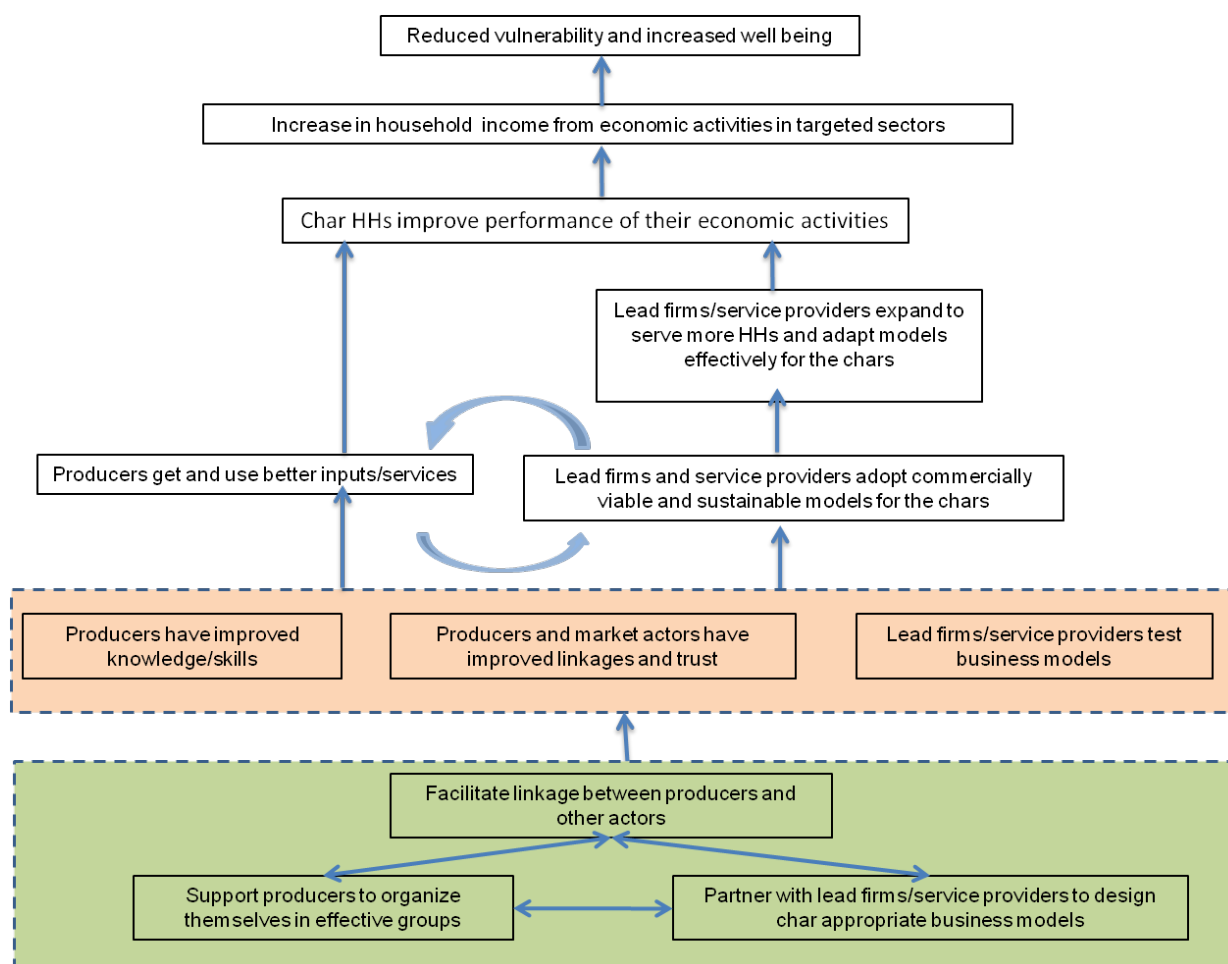 Reduced vulnerability and increased well being
Increase in household income from economic activities in targeted sectors
Char HHs improve performance of their economic activities
Lead firms/service providers expand to
serve more HHs and adapt models
effectively for the chars
Producers get and use better inputs/services
Lead firms and service providers adopt commercially
viable and sustainable models for the chars
Producers have improved
knowledge/skills
Producers and market actors have
improved linkages and trust
Lead firms/service providers test
business models
Facilitate linkage between producers and
other actors
Support producers to organize
themselves in effective groups
Partner with lead firms/service providers to design
char appropriate business models